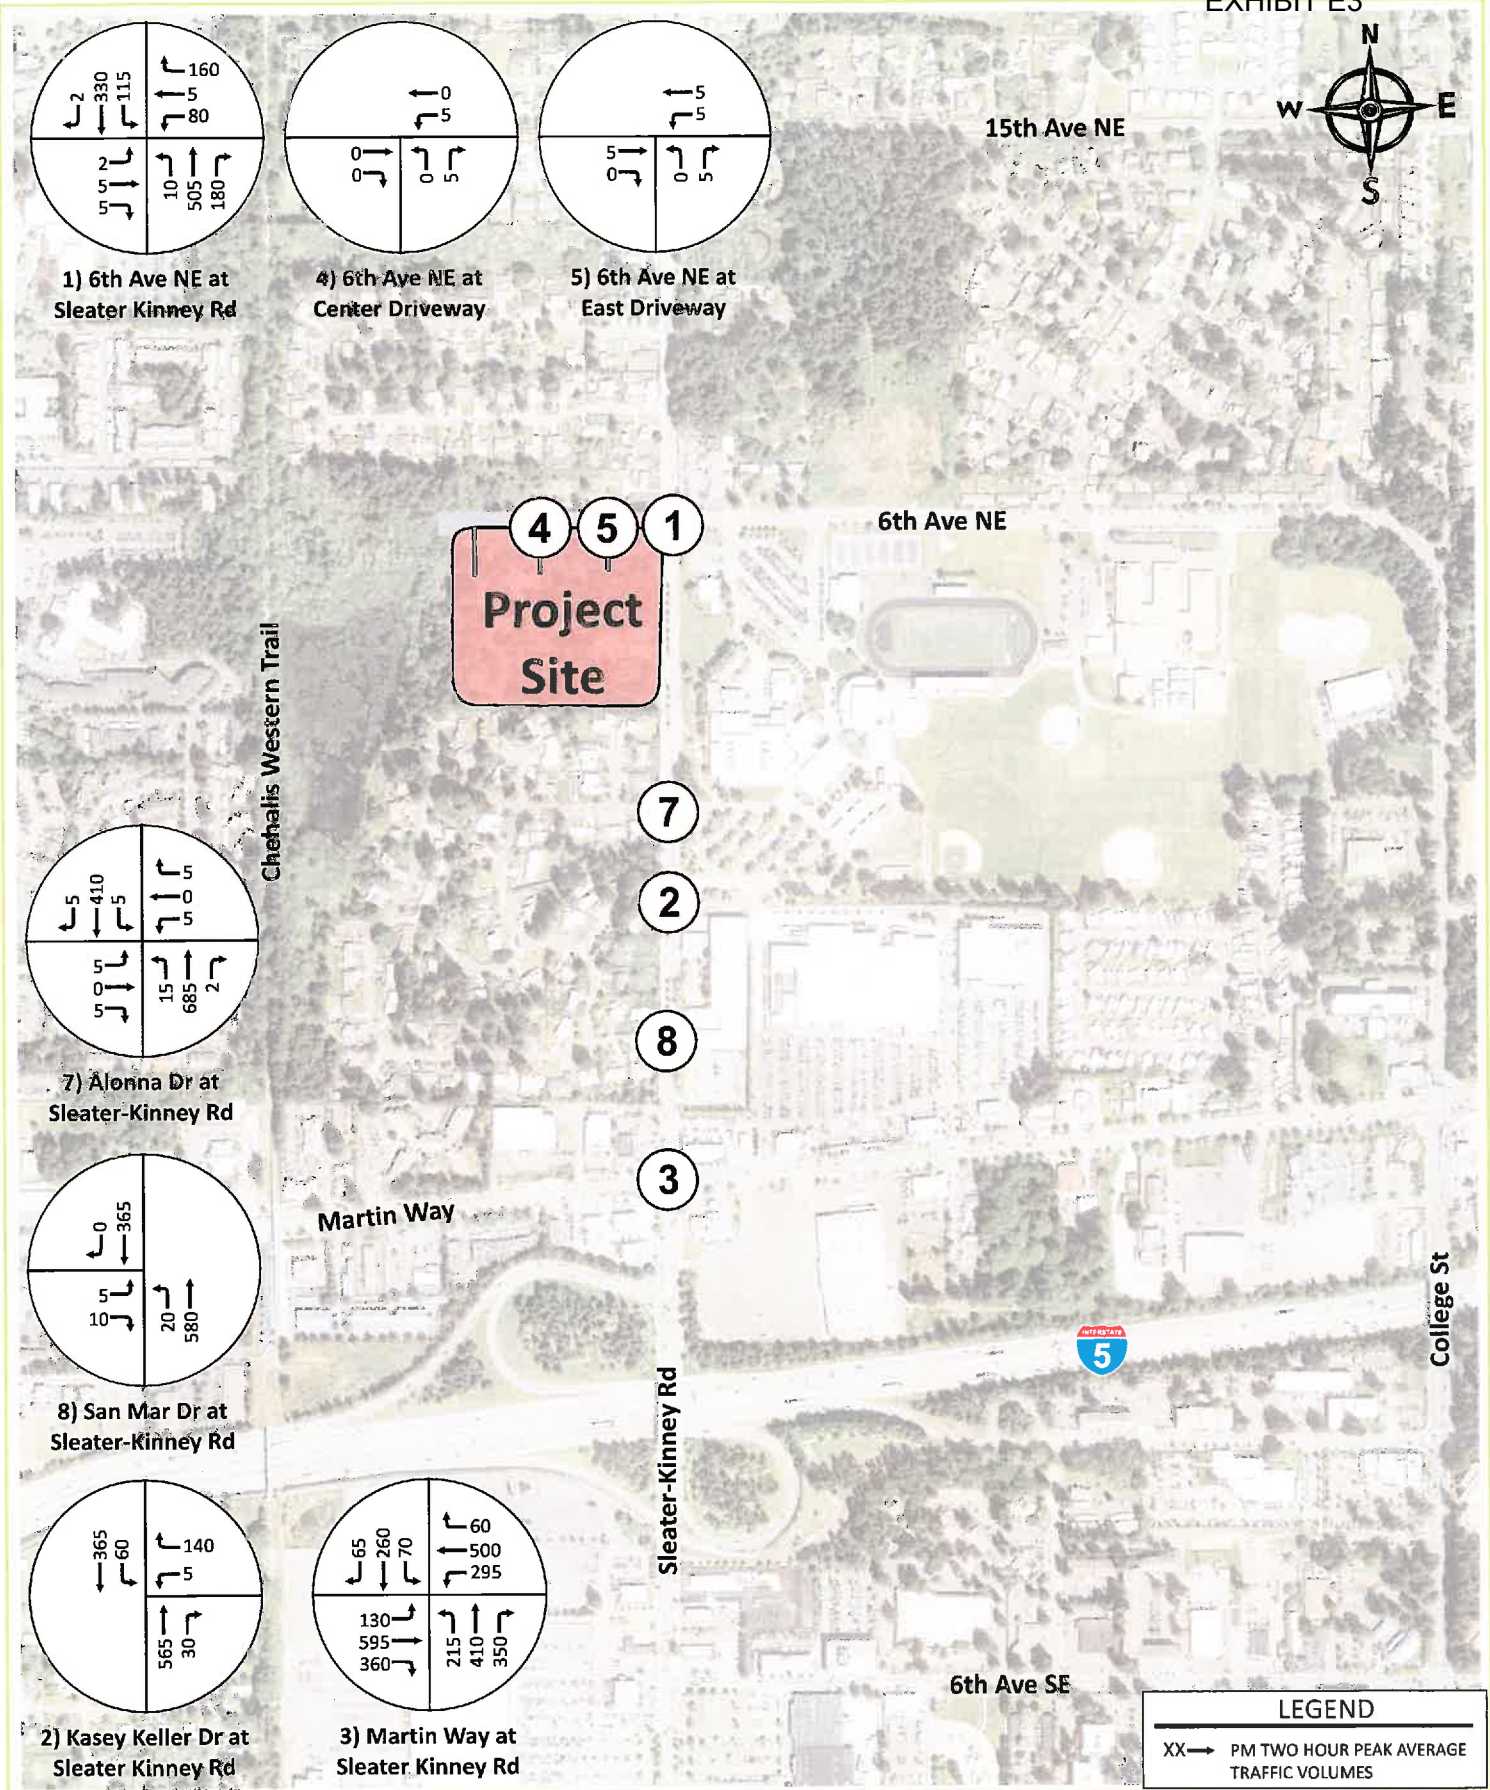 EXHIBIT E3
N
W
E
S
2
330
115
160
5
80
2
5
5
10
505
180
1) 6th Ave NE at
Sleater Kinney Rd
0
5
0
0
0
5
4) 6th Ave NE at
Center Driveway
5
5
5
0
0
5
5) 6th Ave NE at
East Driveway
15th Ave NE
4
5
1
6th Ave NE
Project
Site
Chehalis Western Trail
7
2
8
3
5
410
5
5
0
5
5
0
5
15
685
2
7) Alonna Dr at
Sleater-Kinney Rd
0
365
5
10
20
580
8) San Mar Dr at
Sleater-Kinney Rd
Martin Way
INTERSTATE
5
College St
Sleater-Kinney Rd
365
60
140
5
565
30
2) Kasey Keller Dr at
Sleater Kinney Rd
65
260
70
60
500
295
130
595
360
215
410
350
3) Martin Way at
Sleater Kinney Rd
6th Ave SE
LEGEND
XX PM TWO HOUR PEAK AVERAGE
TRAFFIC VOLUMES